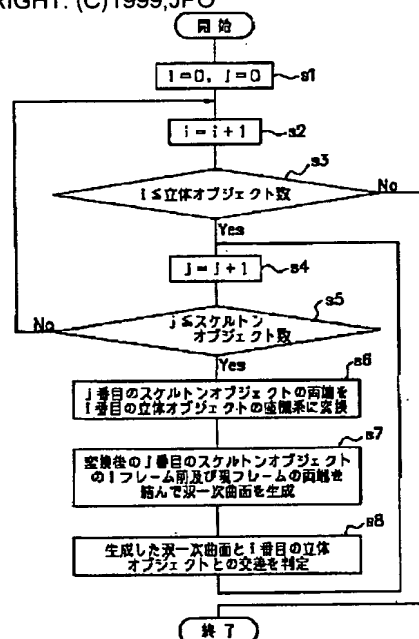 RIGHT: (C)1999,JPO
開始
i=0, j=0
s1
i=i+1
s2
s3
i≦立体オブジェクト数
No
Yes
j=j+1
s4
s5
No
j≦スケルトン
オブジェクト数
Yes
s6
j番目のスケルトンオブジェクトの両端を
i番目の立体オブジェクトの座標系に変換
s7
変換後のj番目のスケルトンオブジェクト
の1フレーム前及び現フレームの両端を
結んで双一次曲面を生成
s8
生成した双一次曲面とi番目の立体
オブジェクトとの交差を判定
終了